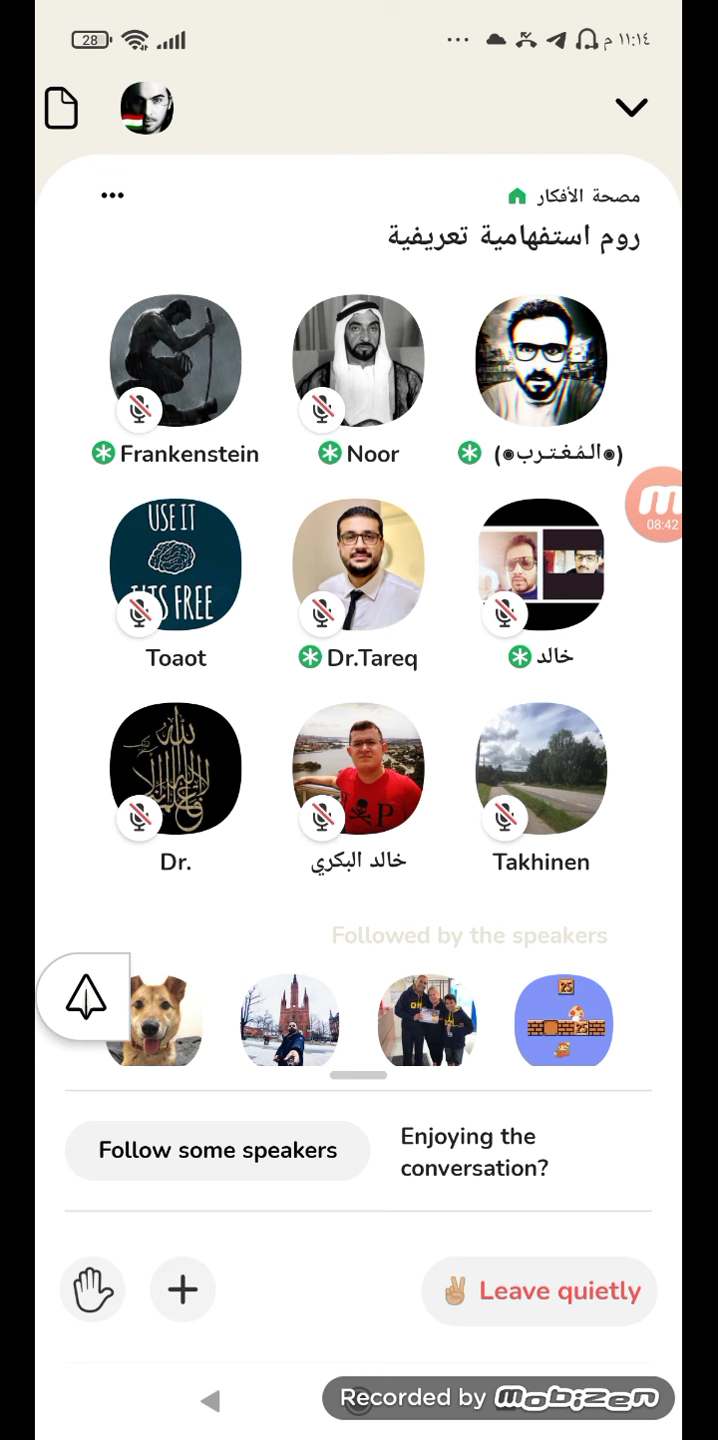 28
١١:١٤ م
مصحة الأفكار
روم استفهامية تعريفية
Frankenstein
Noor
(๏المُغترب๏)
08:42
USE IT
ITS FREE
Toaot
Dr.Tareq
خالد
Dr.
خالد البكري
Takhinen
Followed by the speakers
25
25
Follow some speakers
Enjoying the
conversation?
Leave quietly
Recorded by mobizen